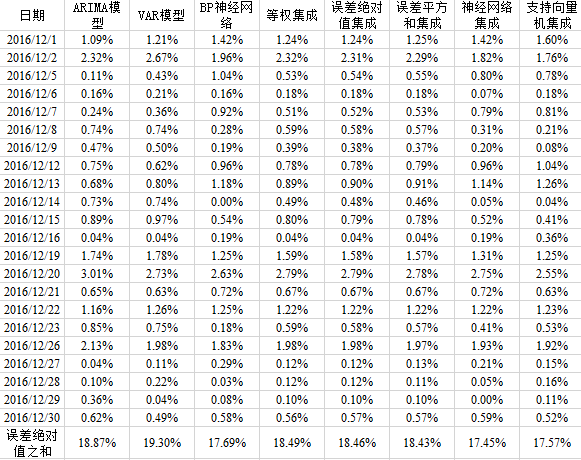 日期 ARIMA模型 VAR模型 BP神经网络 等权集成 误差绝对值集成 误差平方和集成 神经网络集成 支持向量机集成
2016/12/1 1.09% 1.21% 1.42% 1.24% 1.24% 1.25% 1.42% 1.60%
2016/12/2 2.32% 2.67% 1.96% 2.32% 2.31% 2.29% 1.82% 1.76%
2016/12/5 0.11% 0.43% 1.04% 0.53% 0.54% 0.55% 0.80% 0.78%
2016/12/6 0.16% 0.21% 0.16% 0.18% 0.18% 0.18% 0.07% 0.18%
2016/12/7 0.24% 0.36% 0.92% 0.51% 0.52% 0.53% 0.79% 0.81%
2016/12/8 0.74% 0.74% 0.28% 0.59% 0.58% 0.57% 0.31% 0.21%
2016/12/9 0.47% 0.50% 0.19% 0.39% 0.38% 0.37% 0.20% 0.08%
2016/12/12 0.75% 0.62% 0.96% 0.78% 0.78% 0.79% 0.96% 1.04%
2016/12/13 0.68% 0.80% 1.18% 0.89% 0.90% 0.91% 1.14% 1.26%
2016/12/14 0.73% 0.74% 0.00% 0.49% 0.48% 0.46% 0.05% 0.04%
2016/12/15 0.89% 0.97% 0.54% 0.80% 0.79% 0.78% 0.52% 0.41%
2016/12/16 0.04% 0.04% 0.19% 0.04% 0.04% 0.04% 0.19% 0.36%
2016/12/19 1.74% 1.78% 1.25% 1.59% 1.58% 1.57% 1.31% 1.25%
2016/12/20 3.01% 2.73% 2.63% 2.79% 2.79% 2.78% 2.75% 2.55%
2016/12/21 0.65% 0.63% 0.72% 0.67% 0.67% 0.67% 0.72% 0.63%
2016/12/22 1.16% 1.26% 1.25% 1.22% 1.22% 1.22% 1.22% 1.23%
2016/12/23 0.85% 0.75% 0.18% 0.59% 0.58% 0.57% 0.41% 0.53%
2016/12/26 2.13% 1.98% 1.83% 1.98% 1.98% 1.97% 1.93% 1.92%
2016/12/27 0.04% 0.11% 0.29% 0.12% 0.12% 0.13% 0.21% 0.15%
2016/12/28 0.10% 0.22% 0.03% 0.12% 0.12% 0.11% 0.05% 0.16%
2016/12/29 0.36% 0.04% 0.08% 0.10% 0.10% 0.10% 0.00% 0.11%
2016/12/30 0.62% 0.49% 0.58% 0.56% 0.57% 0.57% 0.59% 0.52%
误差绝对值之和 18.87% 19.30% 17.69% 18.49% 18.46% 18.43% 17.45% 17.57%